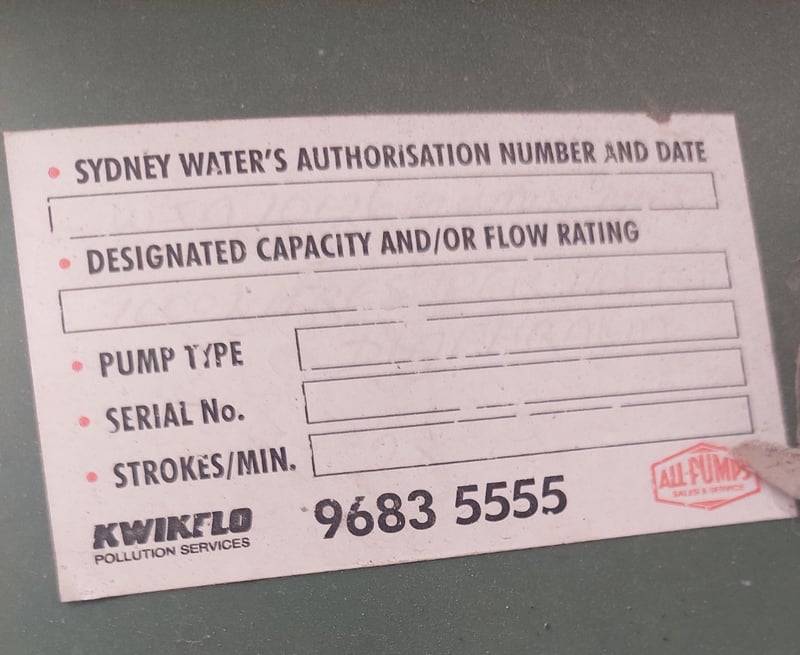 • SYDNEY WATER'S AUTHORISATION NUMBER AND DATE
• DESIGNATED CAPACITY AND/OR FLOW RATING
• PUMP TYPE
• SERIAL No.
• STROKES/MIN.
KWIKFLO
POLLUTION SERVICES
9683 5555
ALL-PUMPS
SALES & SERVICE